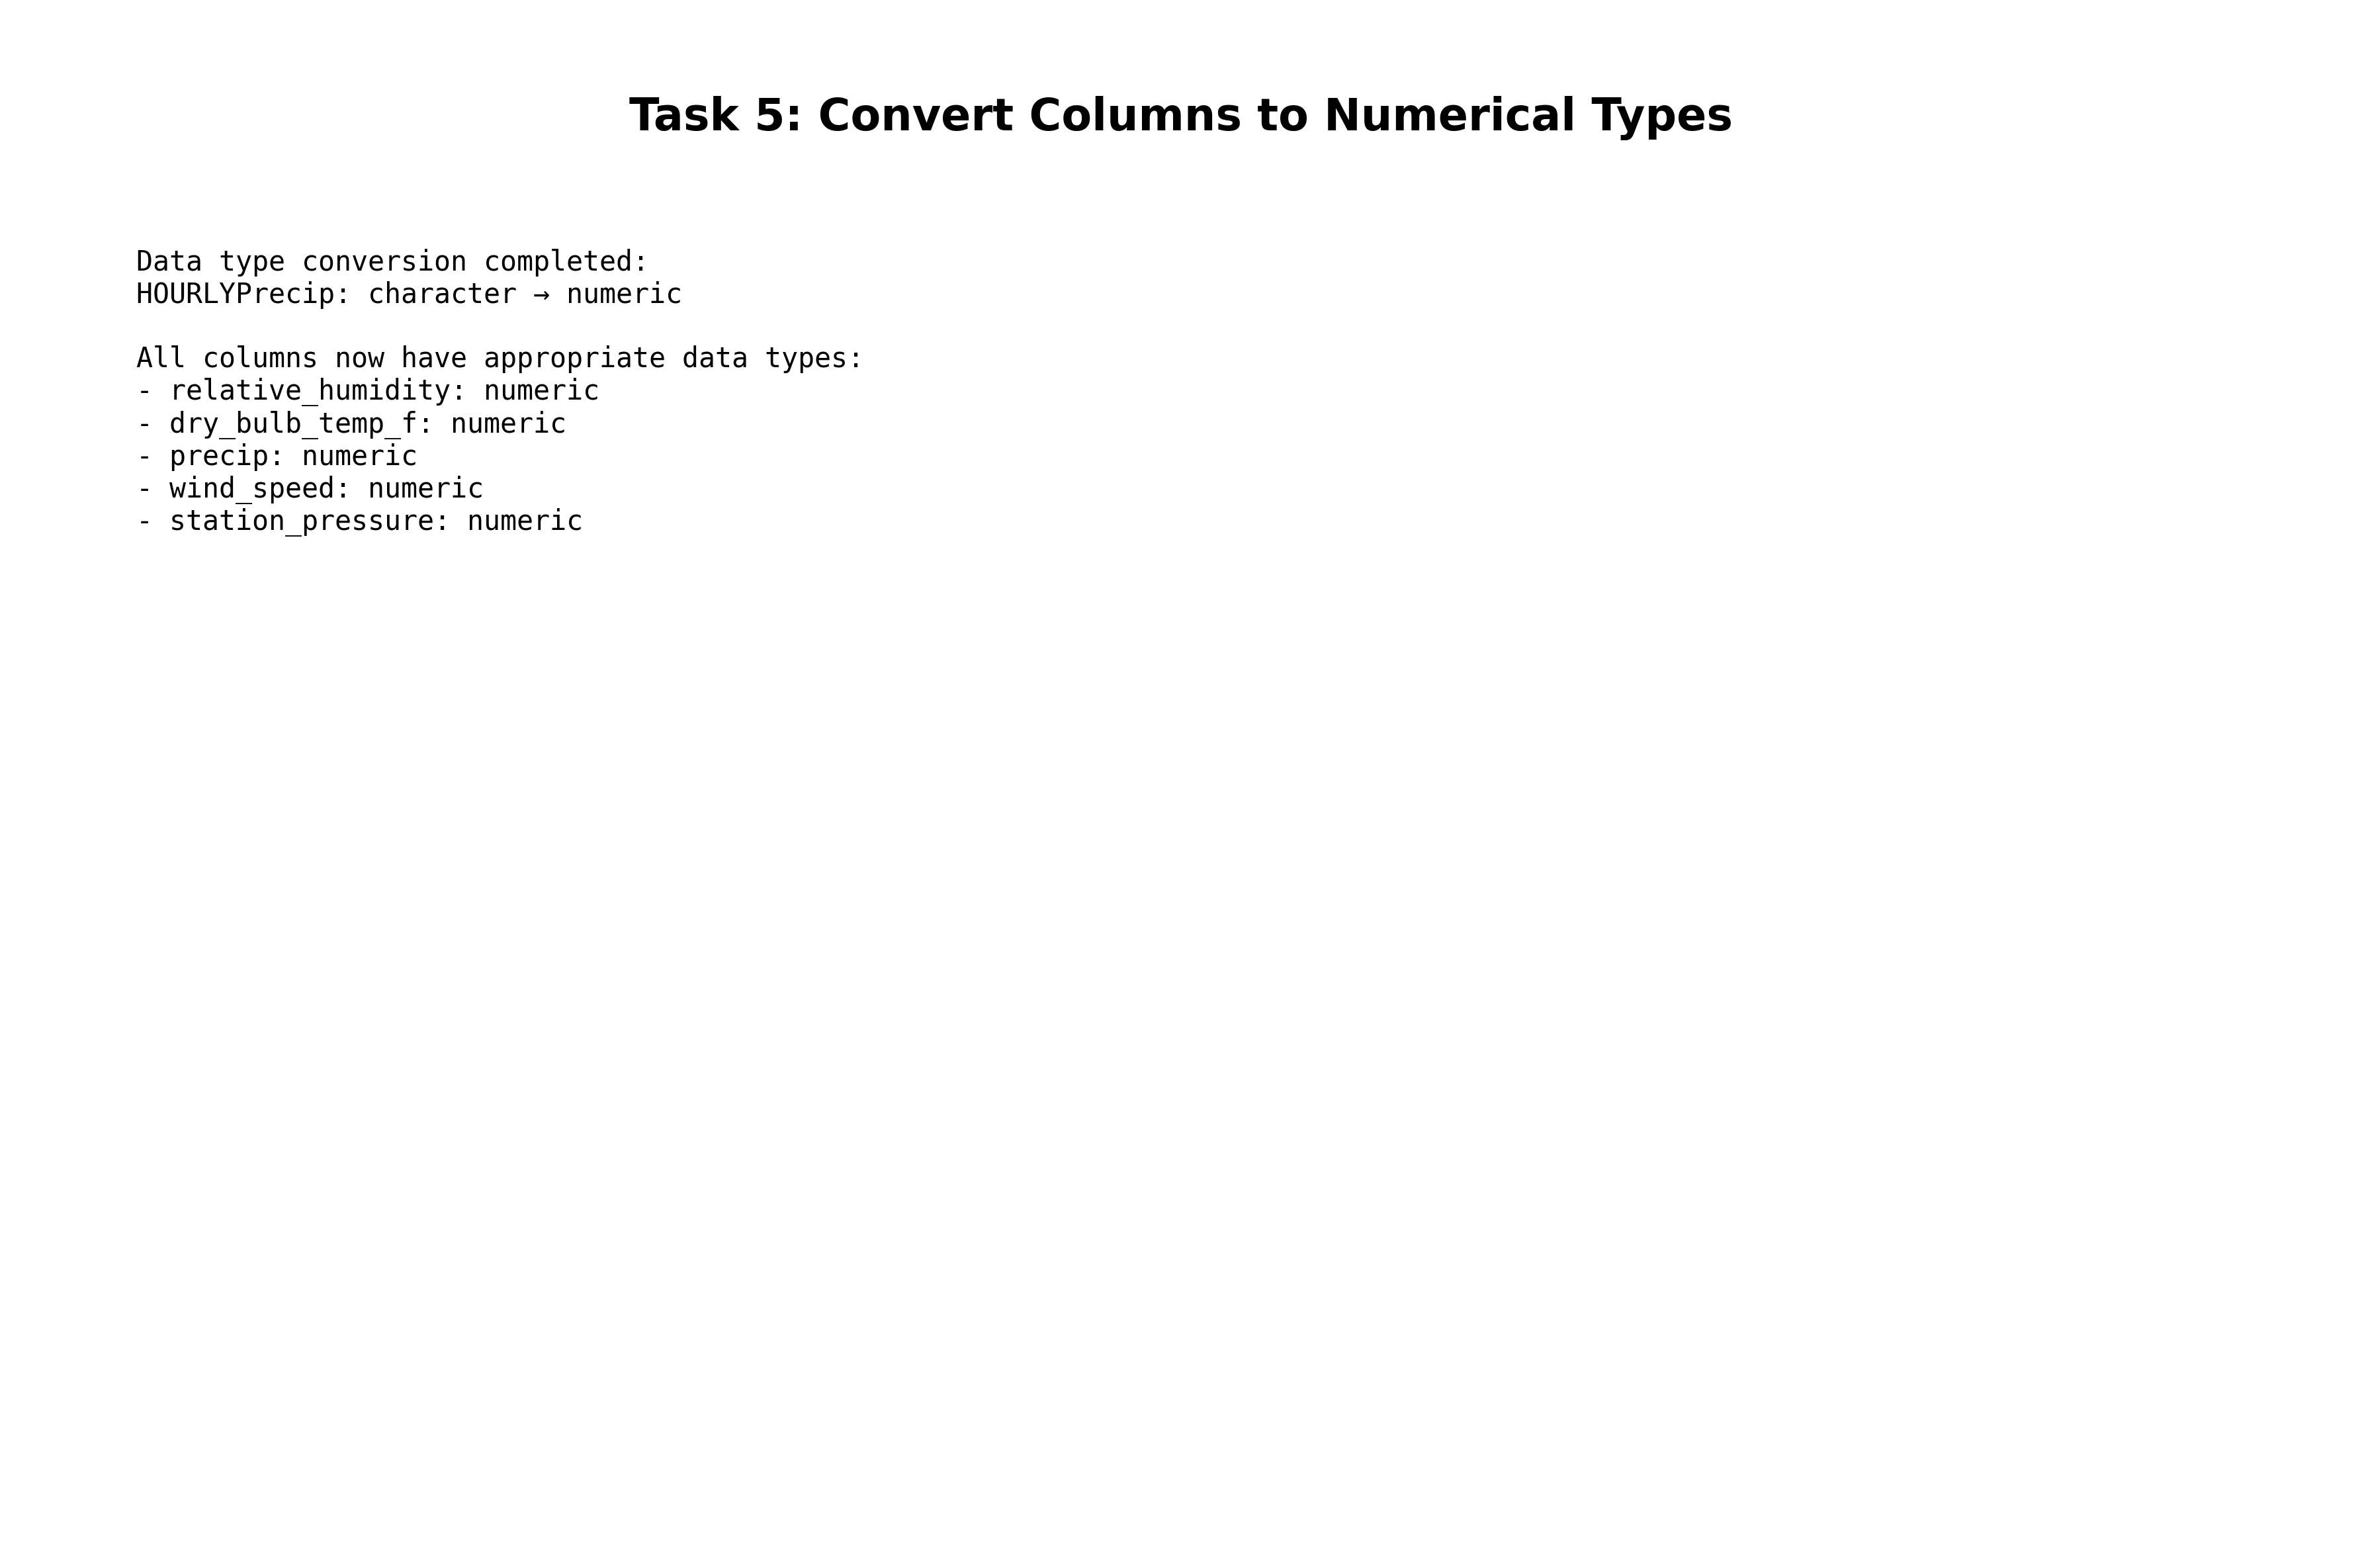 Task 5: Convert Columns to Numerical Types
Data type conversion completed:
HOURLYPrecip: character → numeric
All columns now have appropriate data types:
- relative_humidity: numeric
- dry_bulb_temp_f: numeric
- precip: numeric
- wind_speed: numeric
- station_pressure: numeric